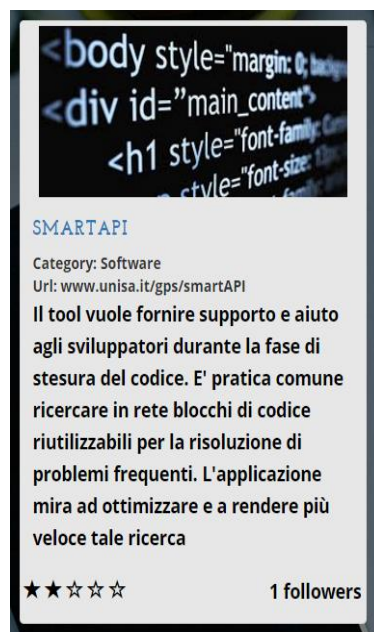 <body style="margin: 0;
<div id=”main_content">
<h1 style="font-family:
style="font-size:
SMARTAPI
Category: Software
Url: www.unisa.it/gps/smartAPI
Il tool vuole fornire supporto e aiuto
agli sviluppatori durante la fase di
stesura del codice. E' pratica comune
ricercare in rete blocchi di codice
riutilizzabili per la risoluzione di
problemi frequenti. L'applicazione
mira ad ottimizzare e a rendere più
veloce tale ricerca
★★☆☆☆ 1 followers